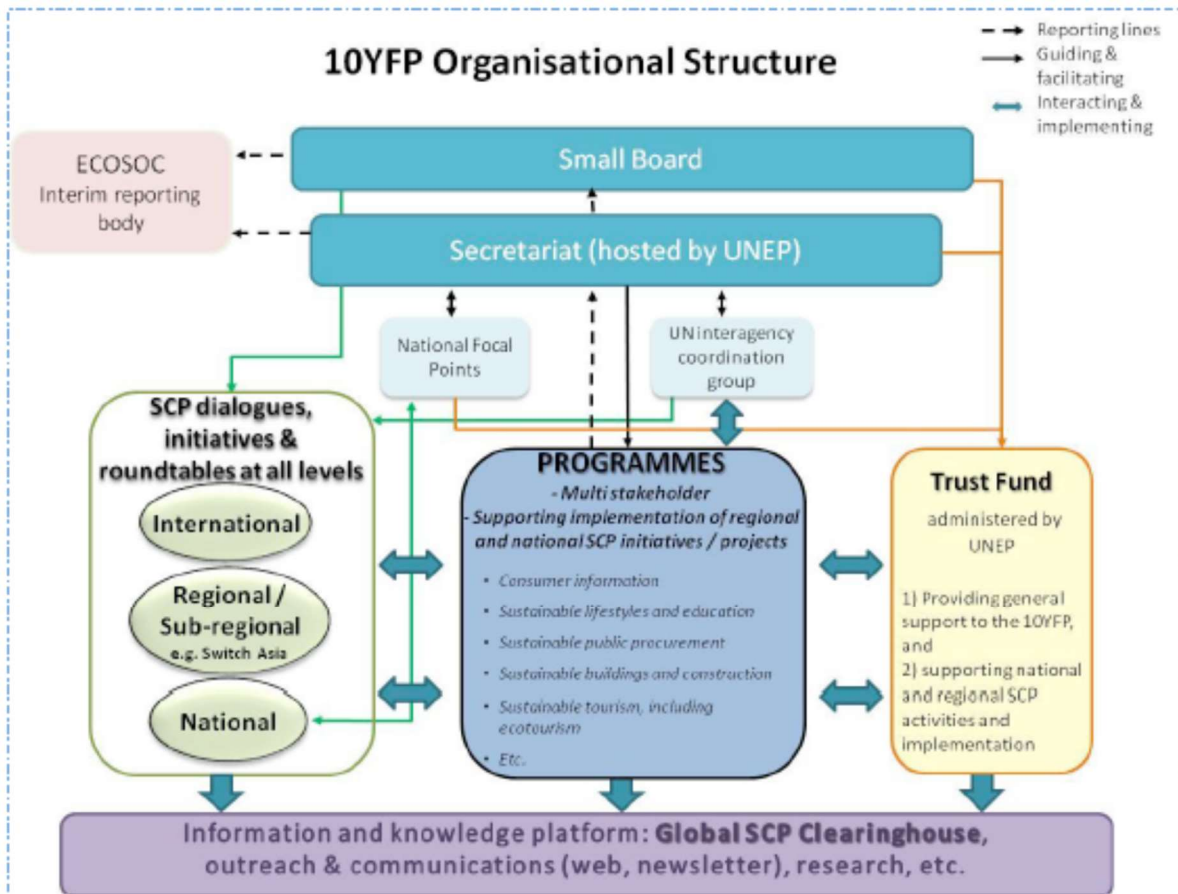 10YFP Organisational Structure
Reporting lines
Guiding &
facilitating
Interacting &
implementing
ECOSOC
Interim reporting
body
Small Board
Secretariat (hosted by UNEP)
National Focal
Points
UN interagency
coordination
group
SCP dialogues,
initiatives &
roundtables at all levels
International
Regional /
Sub-regional
e.g. Switch Asia
National
PROGRAMMES
- Multi stakeholder
- Supporting implementation of regional
and national SCP initiatives / projects
• Consumer information
• Sustainable lifestyles and education
• Sustainable public procurement
• Sustainable buildings and construction
• Sustainable tourism, including
ecotourism
• Etc.
Trust Fund
administered by
UNEP
1) Providing general
support to the 10YFP,
and
2) supporting national
and regional SCP
activities and
implementation
Information and knowledge platform: Global SCP Clearinghouse,
outreach & communications (web, newsletter), research, etc.